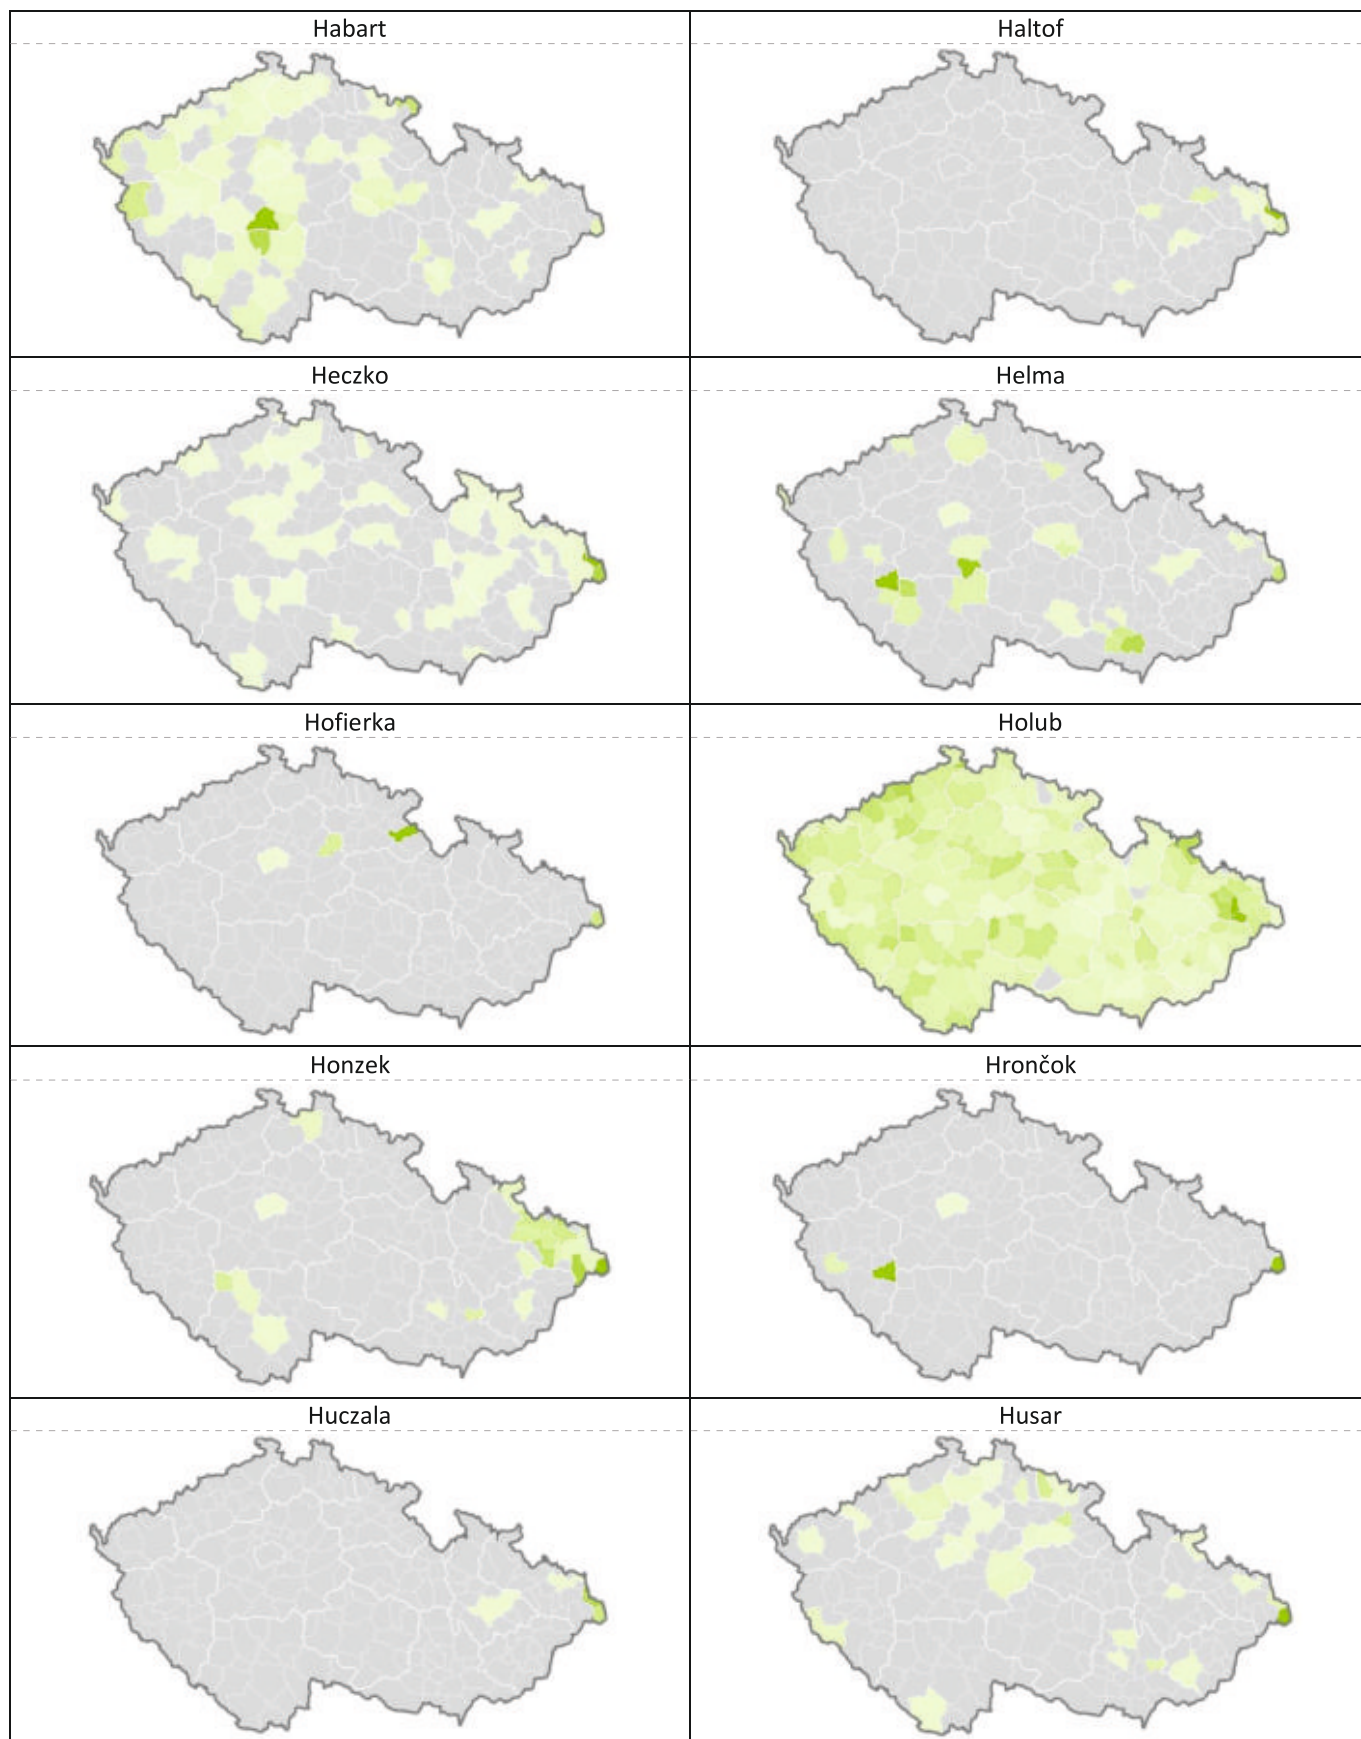 Habart
Haltof
Heczko
Helma
Hofierka
Holub
Honzek
Hrončok
Huczala
Husar